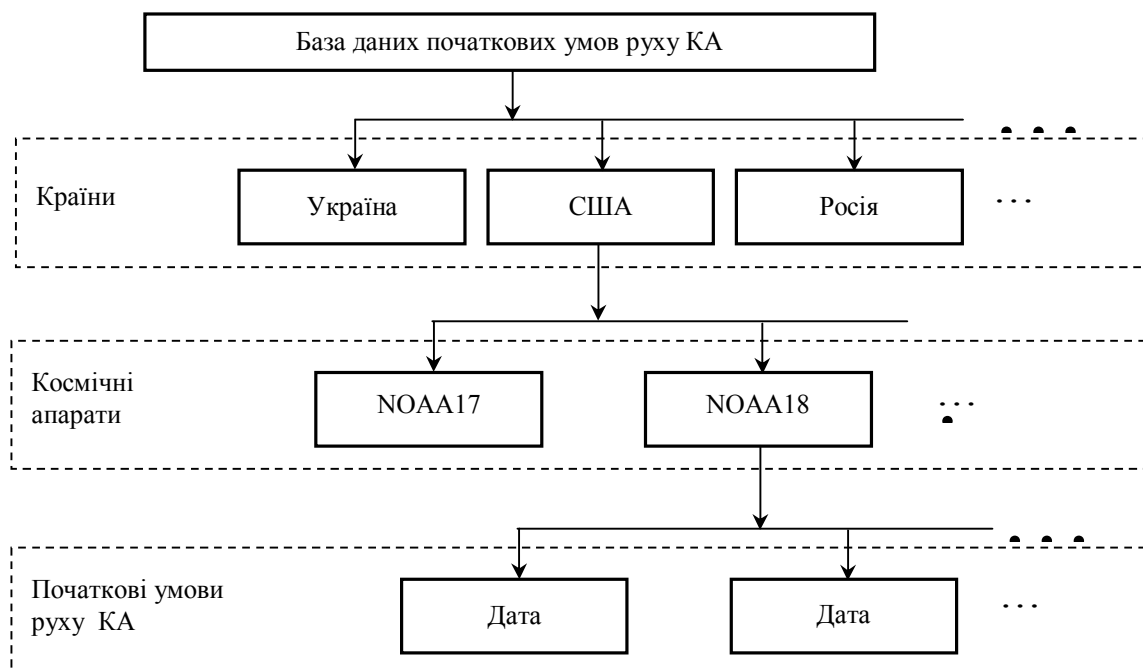 База даних початкових умов руху КА
Країни
Україна
США
Росія
...
Космічні
апарати
NOAA17
NOAA18
...
Початкові умови
руху КА
Дата
Дата
...